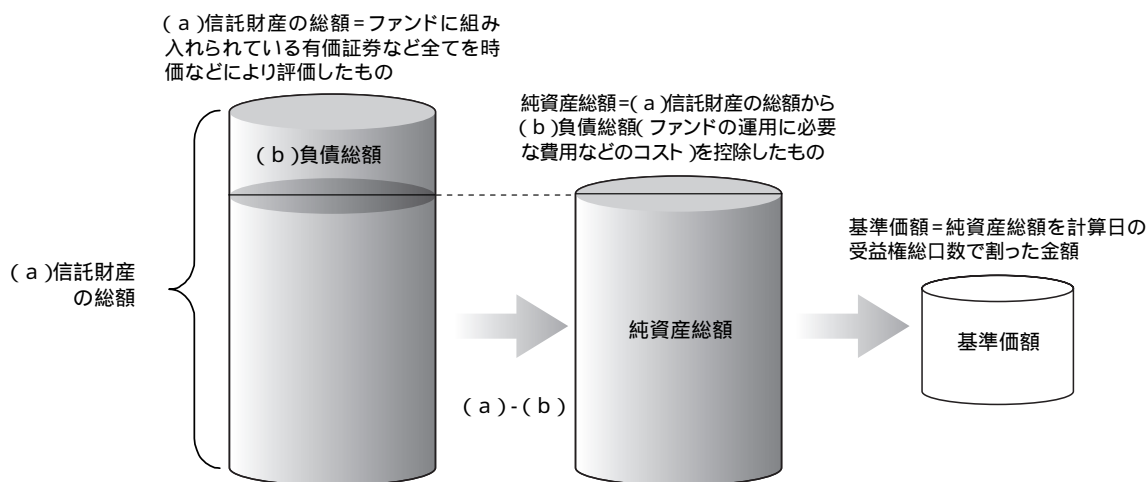 (a)信託財産の総額=ファンドに組み
入れられている有価証券など全てを時
価などにより評価したもの
(b)負債総額
(a)信託財産
の総額
純資産総額=(a)信託財産の総額から
(b)負債総額(ファンドの運用に必要
な費用などのコスト)を控除したもの
純資産総額
(a)-(b)
基準価額=純資産総額を計算日の
受益権総口数で割った金額
基準価額